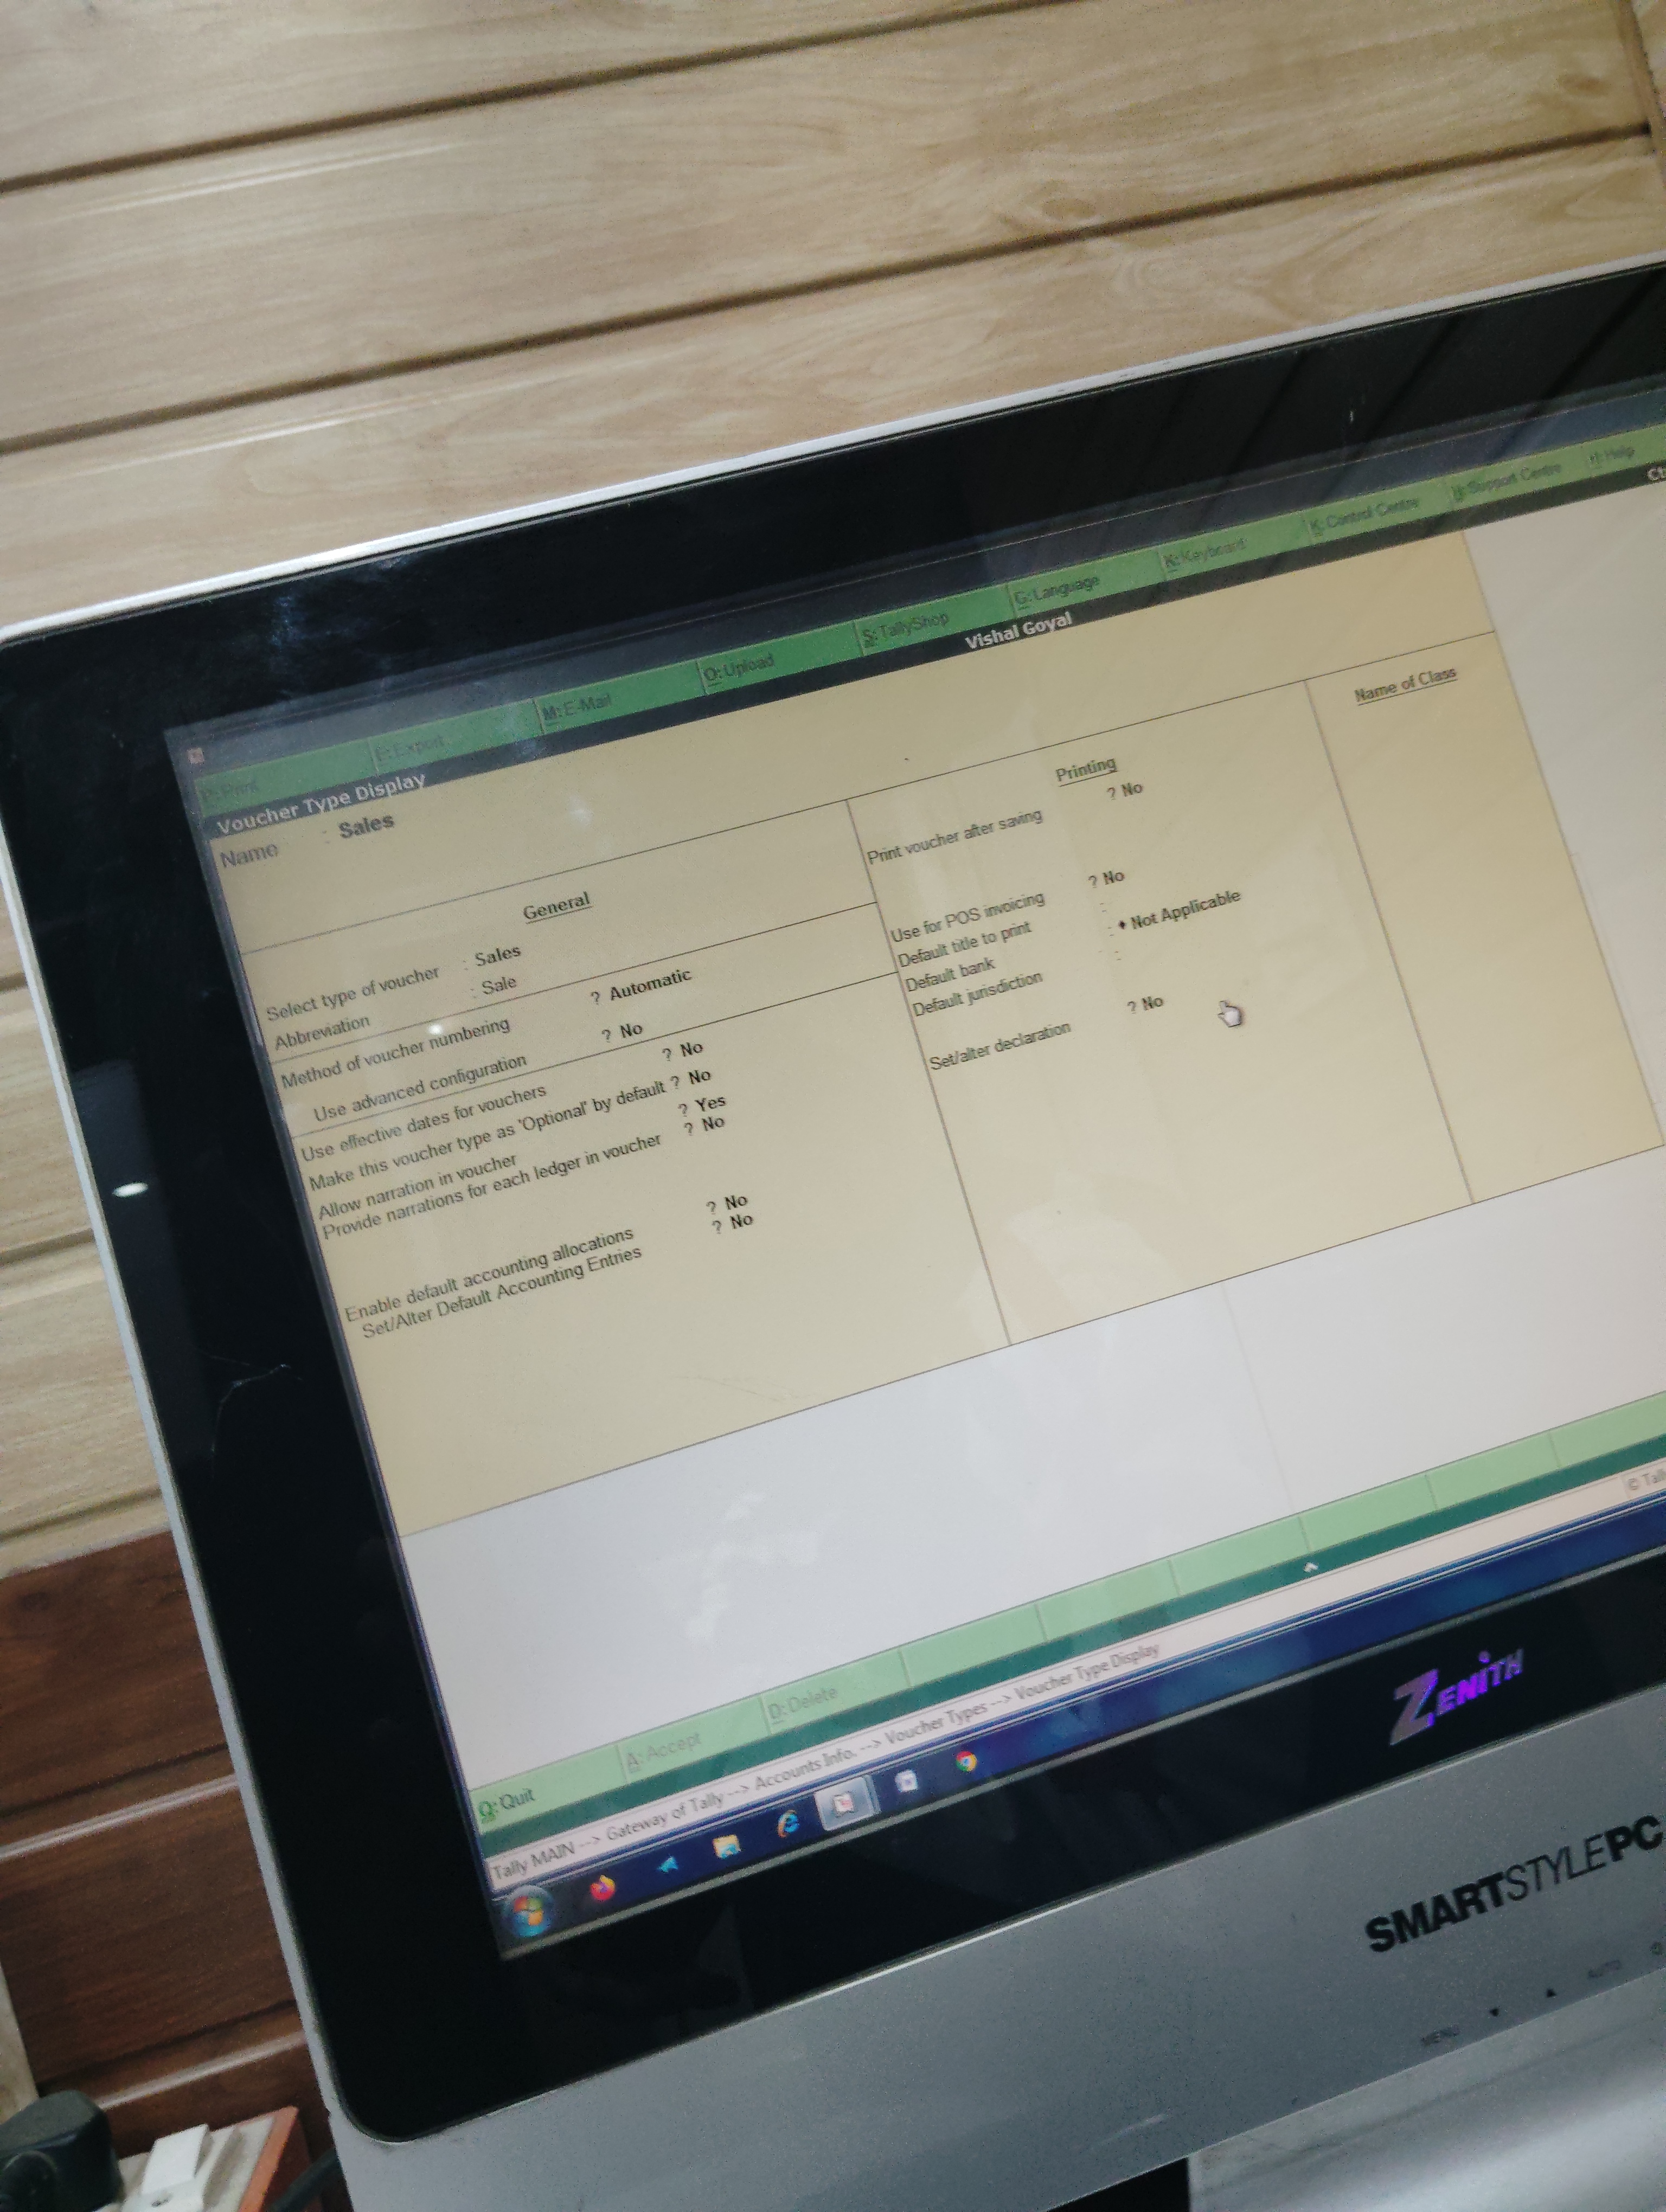 P: Print E: Export M: E-Mail O: Upload S: TallyShop G: Language K: Keyboard K: Control Centre Support Centre H: Help
Voucher Type Display Vishal Goyal
Name : Sales
General
Select type of voucher : Sales
Abbreviation : Sale
Method of voucher numbering ? Automatic
Use advanced configuration ? No
Use effective dates for vouchers ? No
Make this voucher type as 'Optional' by default ? No
Allow narration in voucher ? Yes
Provide narrations for each ledger in voucher ? No
Enable default accounting allocations ? No
Set/Alter Default Accounting Entries ? No
Printing
Print voucher after saving ? No
Use for POS invoicing ? No
Default title to print :
Default bank : ♦ Not Applicable
Default jurisdiction :
Set/alter declaration ? No
Name of Class
Q: Quit A: Accept D: Delete
Tally MAIN --> Gateway of Tally --> Accounts Info. --> Voucher Types --> Voucher Type Display
ZENITH
SMARTSTYLEPC
MENU ▼ ▲ AUTO